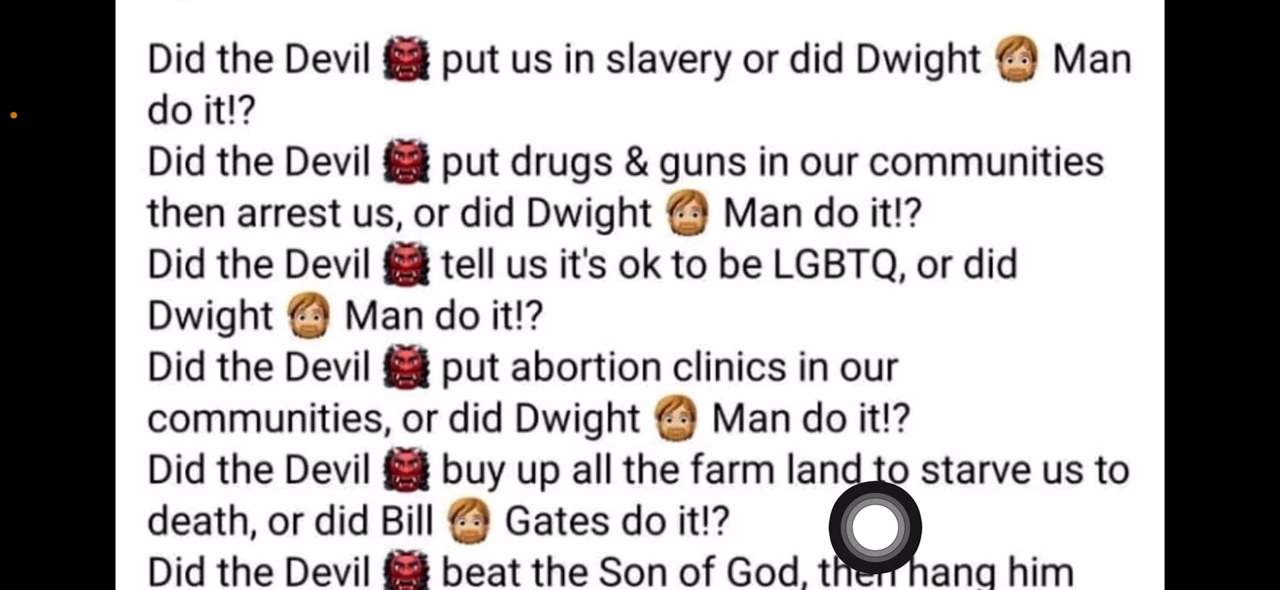 Did the Devil 👹 put us in slavery or did Dwight 🧔🏼 Man
do it!?
Did the Devil 👹 put drugs & guns in our communities
then arrest us, or did Dwight 🧔🏼 Man do it!?
Did the Devil 👹 tell us it's ok to be LGBTQ, or did
Dwight 🧔🏼 Man do it!?
Did the Devil 👹 put abortion clinics in our
communities, or did Dwight 🧔🏼 Man do it!?
Did the Devil 👹 buy up all the farm land to starve us to
death, or did Bill 🧔🏼 Gates do it!?
Did the Devil 👹 beat the Son of God, then hang him